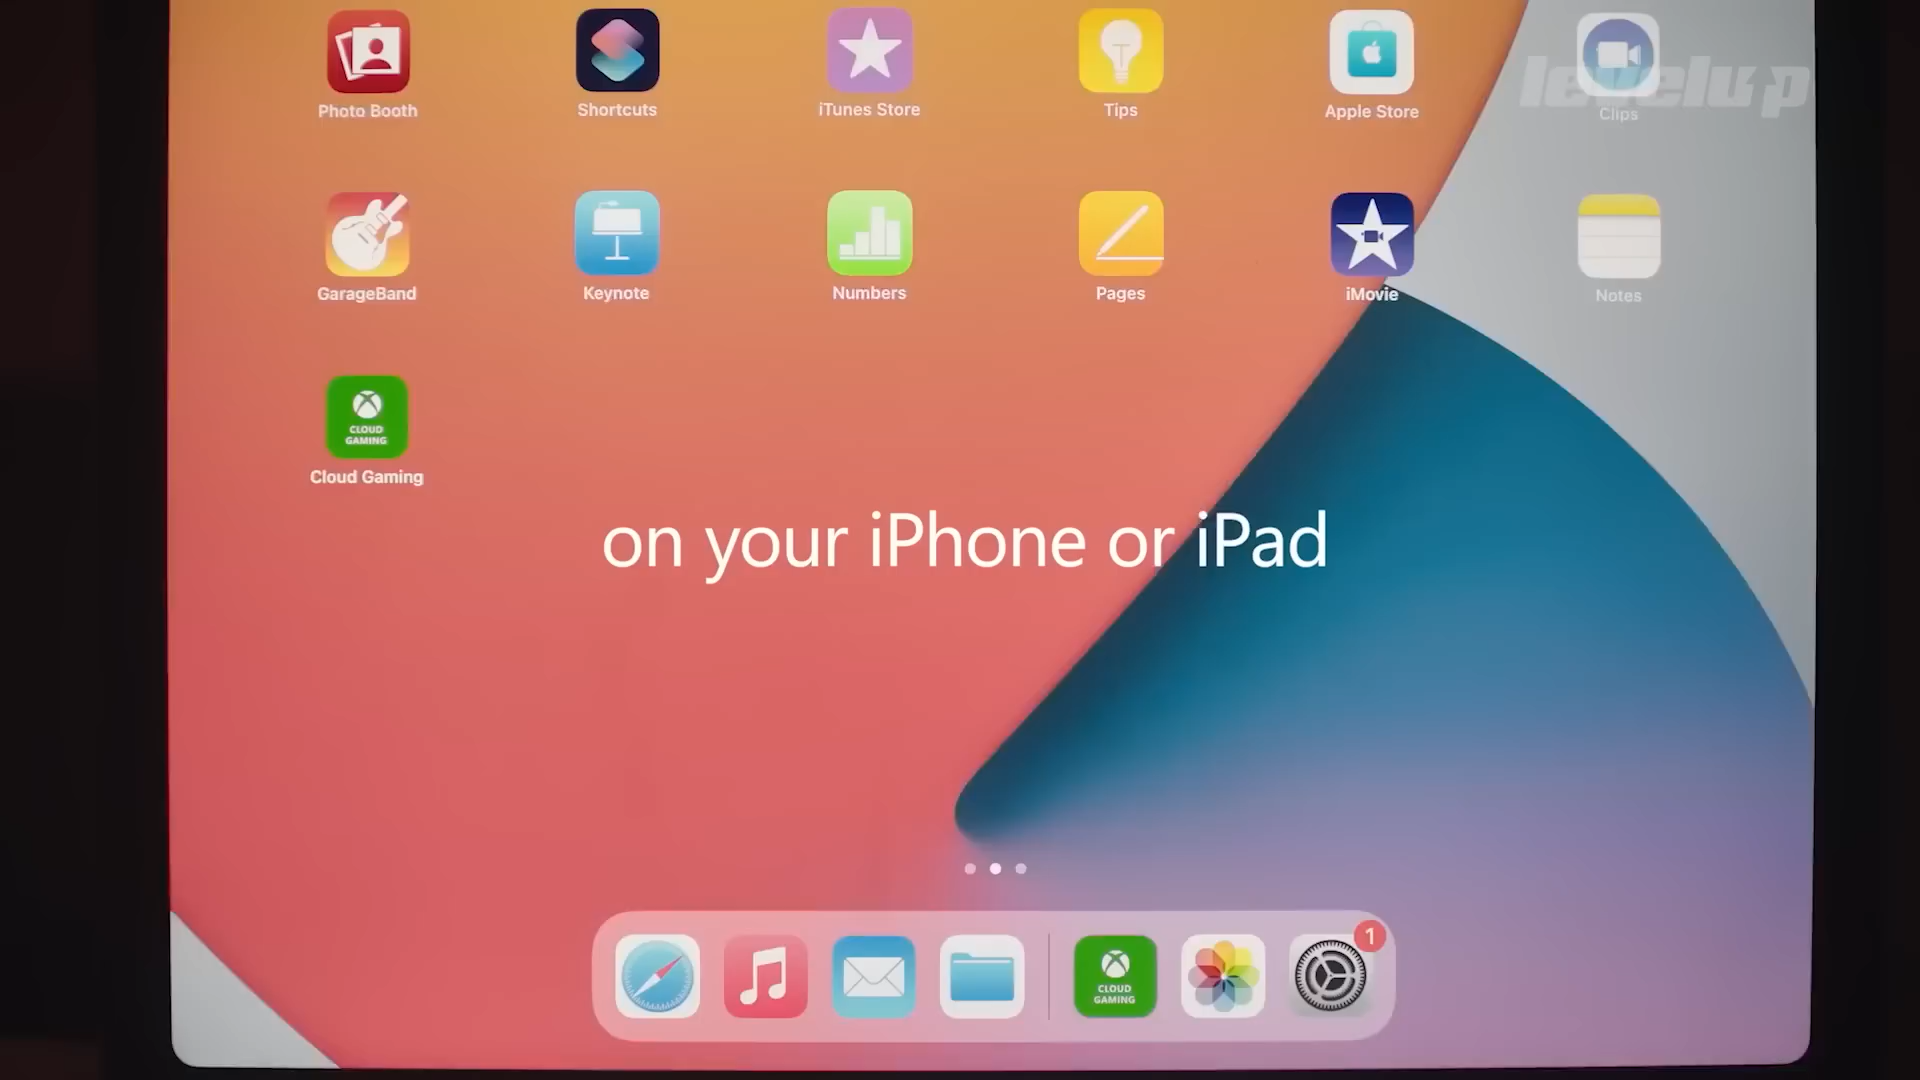 levelup
Photo Booth
Shortcuts
iTunes Store
Tips
Apple Store
Clips
GarageBand
Keynote
Numbers
Pages
iMovie
Notes
CLOUD
GAMING
Cloud Gaming
on your iPhone or iPad
CLOUD
GAMING
1